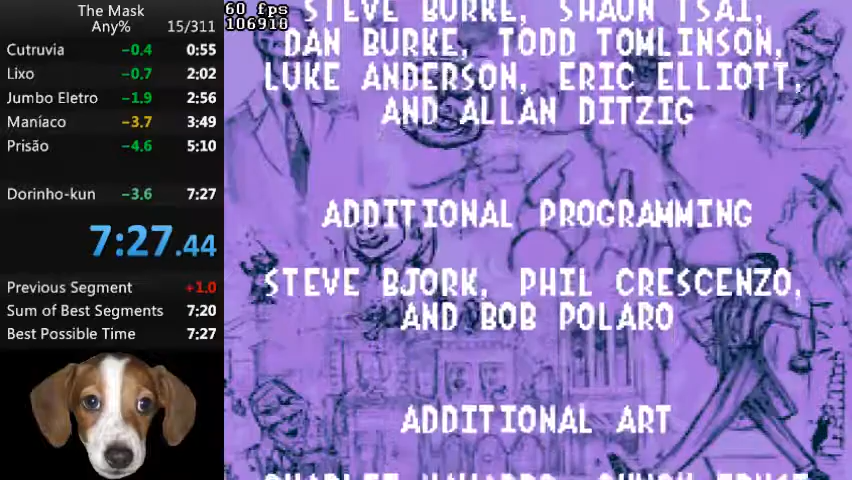 The Mask
Any% 15/311
Cutruvia −0.4 0:55
Lixo −0.7 2:02
Jumbo Eletro −1.9 2:56
Maníaco −3.7 3:49
Prisão −4.6 5:10
Dorinho-kun −3.6 7:27
7:27.44
Previous Segment +1.0
Sum of Best Segments 7:20
Best Possible Time 7:27
60 fps
106918
STEVE BURKE, SHAUN TSAI,
DAN BURKE, TODD TOMLINSON,
LUKE ANDERSON, ERIC ELLIOTT,
AND ALLAN DITZIG
ADDITIONAL PROGRAMMING
STEVE BJORK, PHIL CRESCENZO,
AND BOB POLARO
ADDITIONAL ART